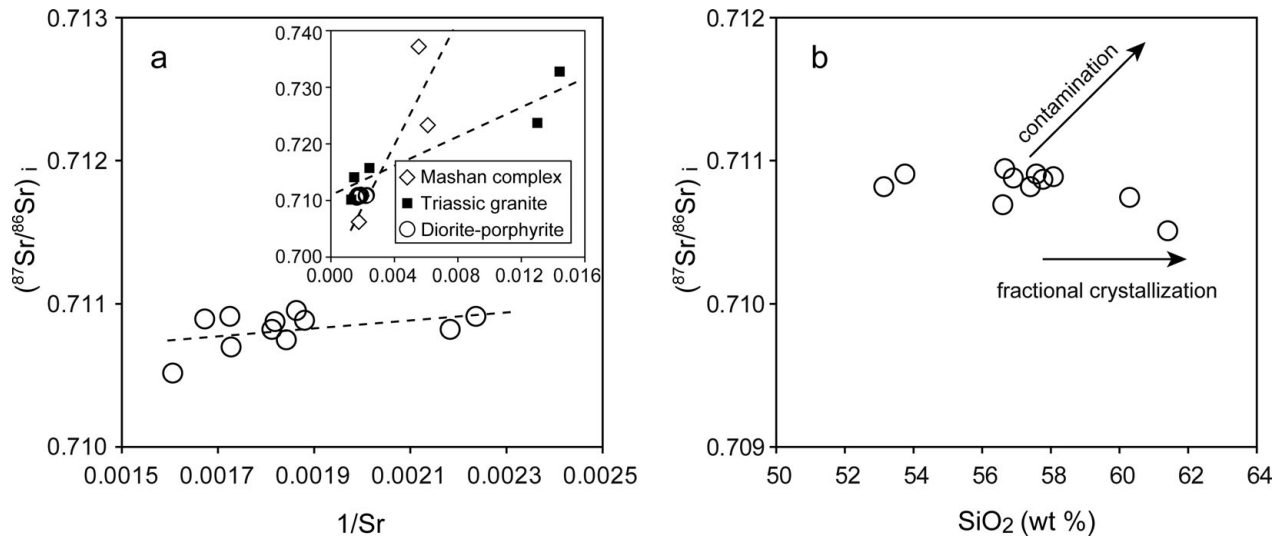 a
(⁸⁷Sr/⁸⁶Sr) i
0.713
0.712
0.711
0.710
0.0015
0.0017
0.0019
0.0021
0.0023
0.0025
1/Sr
0.740
0.730
0.720
0.710
0.700
0.000
0.004
0.008
0.012
0.016
Mashan complex
Triassic granite
Diorite-porphyrite
b
(⁸⁷Sr/⁸⁶Sr) i
0.712
0.711
0.710
0.709
contamination
fractional crystallization
50
52
54
56
58
60
62
64
SiO₂ (wt %)